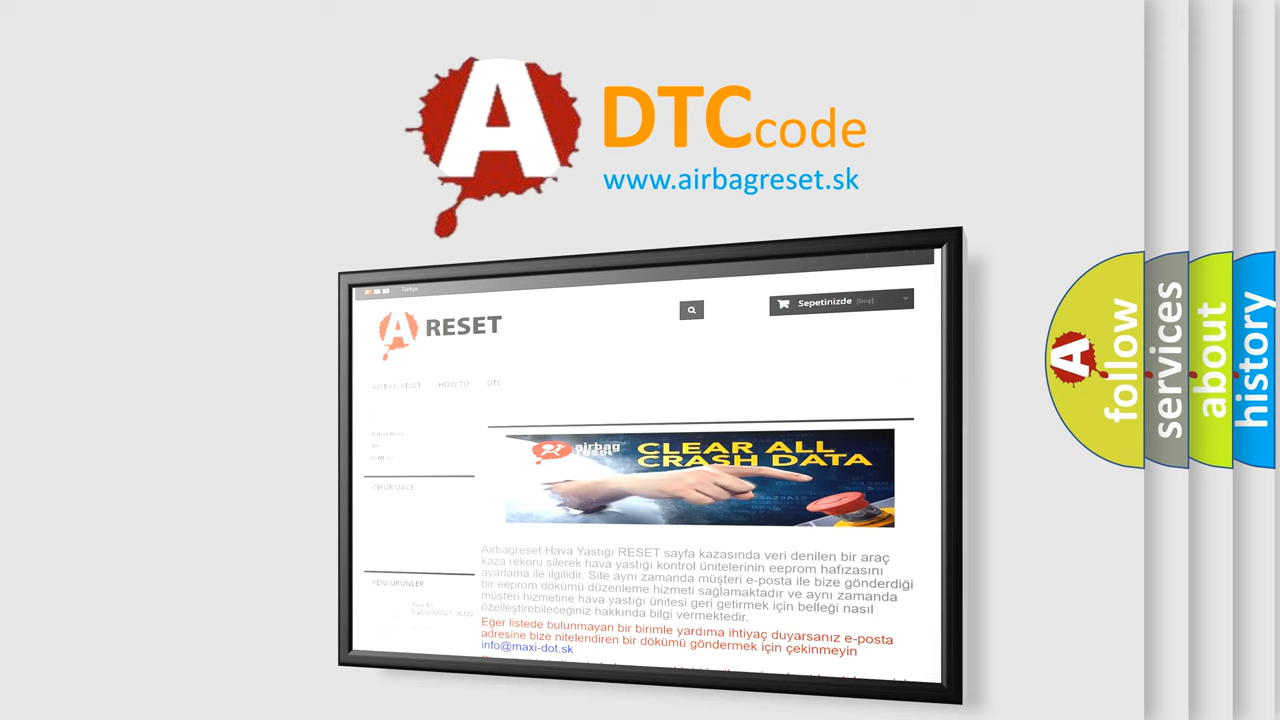 A DTC code
www.airbagreset.sk
Türkçe
A RESET
Sepetinizde [boş]
AIRBAG RESET HOW TO DTC
INFORMACE
airbag
reset
CLEAR ALL
CRASH DATA
YENI ÜRÜNLER
Airbagreset Hava Yastığı RESET sayfa kazasında veri denilen bir araç
kaza rekoru silerek hava yastığı kontrol ünitelerinin eeprom hafızasını
ayarlama ile ilgilidir. Site aynı zamanda müşteri e-posta ile bize gönderdiği
bir eeprom dökümü düzenleme hizmeti sağlamaktadır ve aynı zamanda
müşteri hizmetine hava yastığı ünitesi geri getirmek için belleği nasıl
özelleştirebileceğiniz hakkında bilgi vermektedir.
Eğer listede bulunmayan bir birimle yardıma ihtiyaç duyarsanız e-posta
adresine bize nitelendiren bir dökümü göndermek için çekinmeyin
info@maxi-dot.sk
A follow
services
about
history